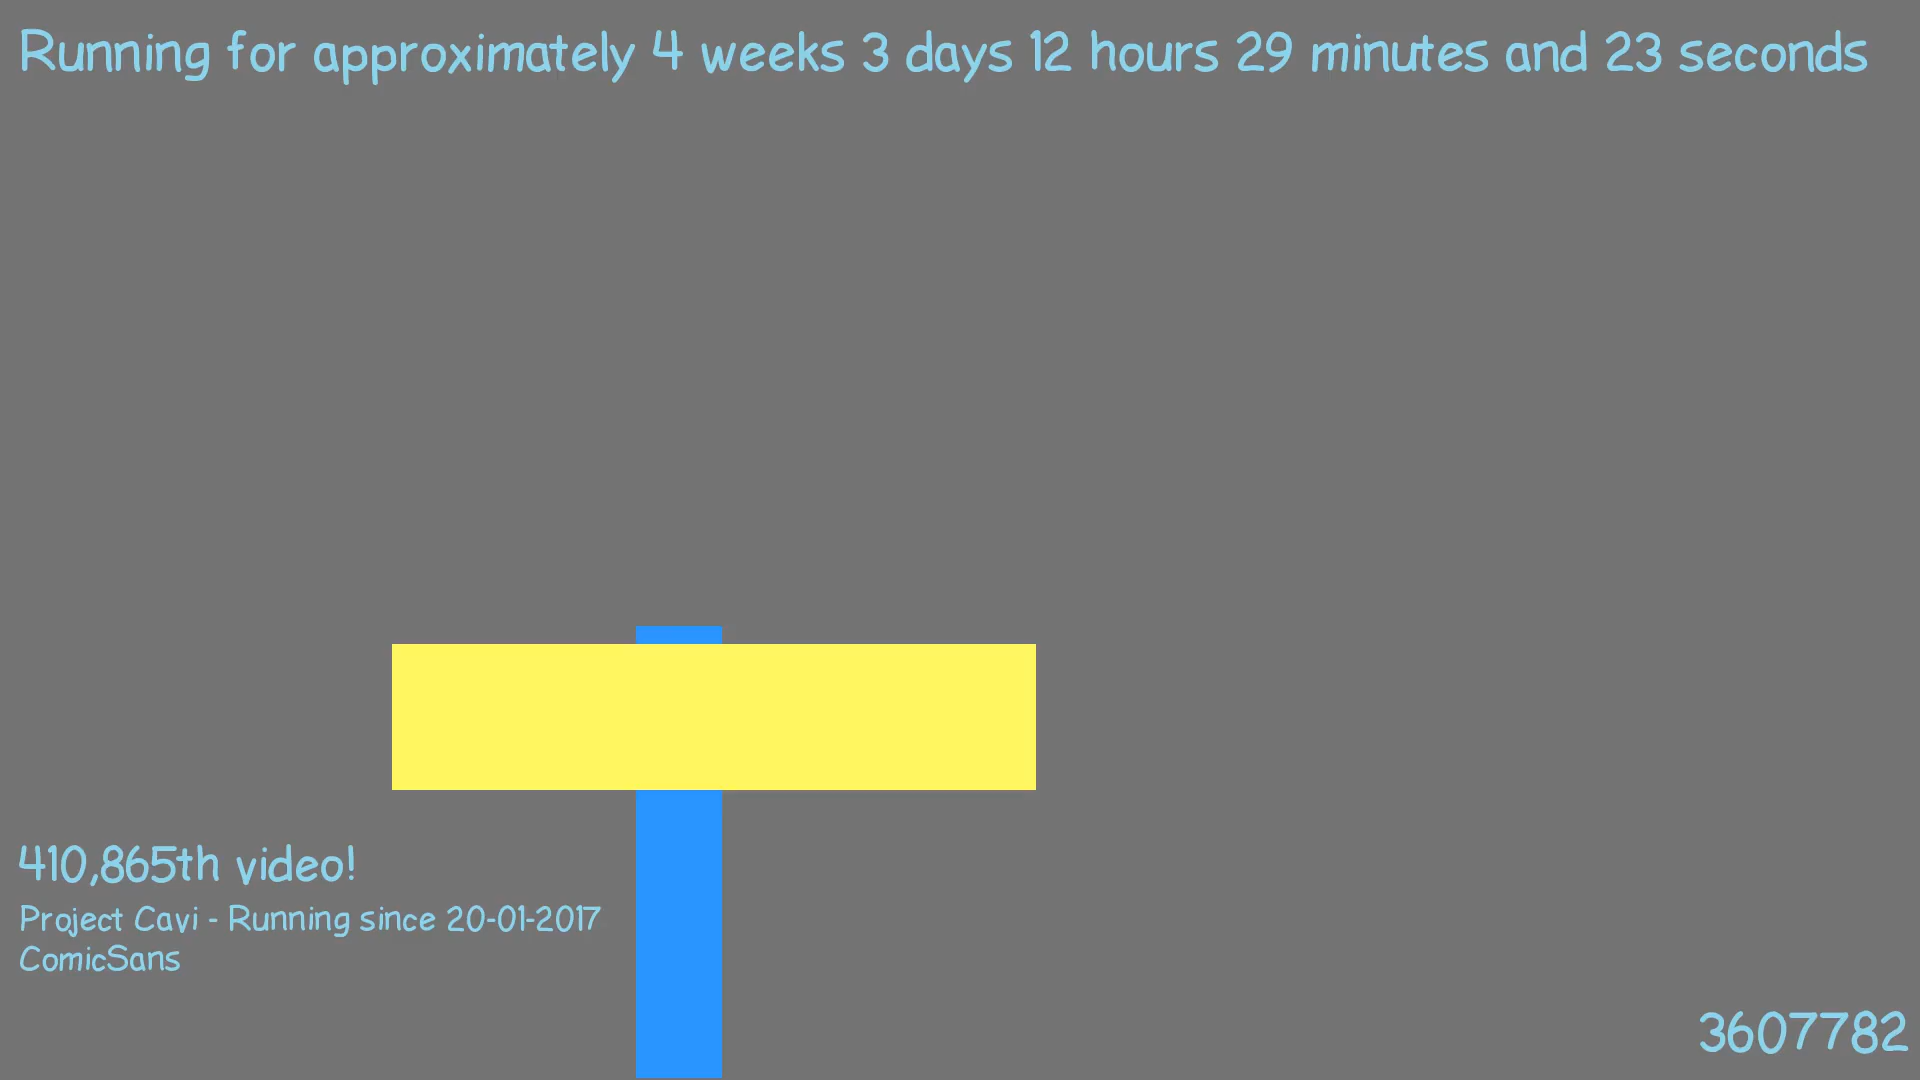 Running for approximately 4 weeks 3 days 12 hours 29 minutes and 23 seconds
410,865th video!
Project Cavi - Running since 20-01-2017
ComicSans
3607782